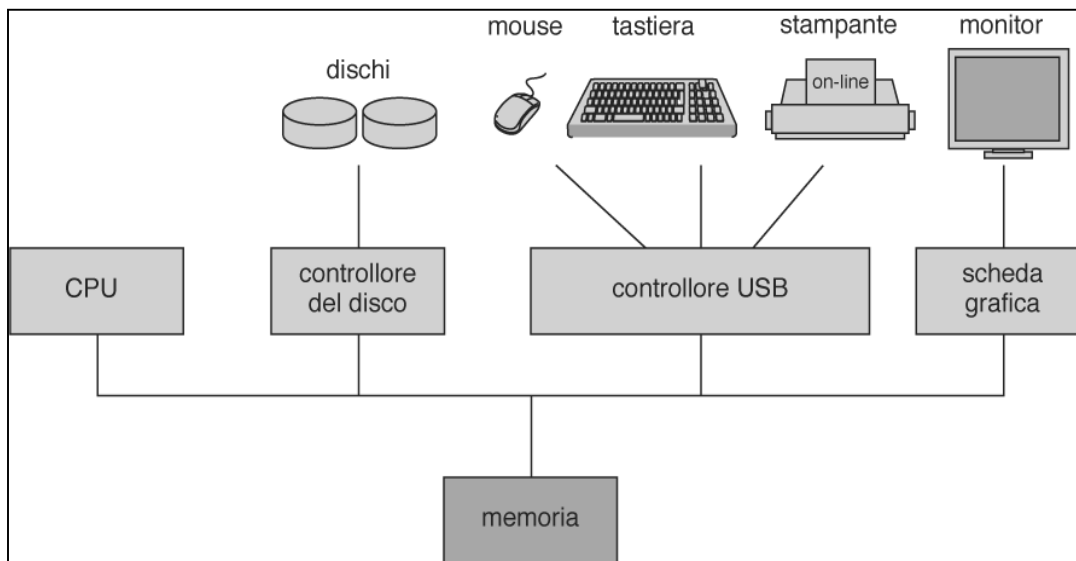 mouse
tastiera
stampante
monitor
dischi
on-line
CPU
controllore
del disco
controllore USB
scheda
grafica
memoria